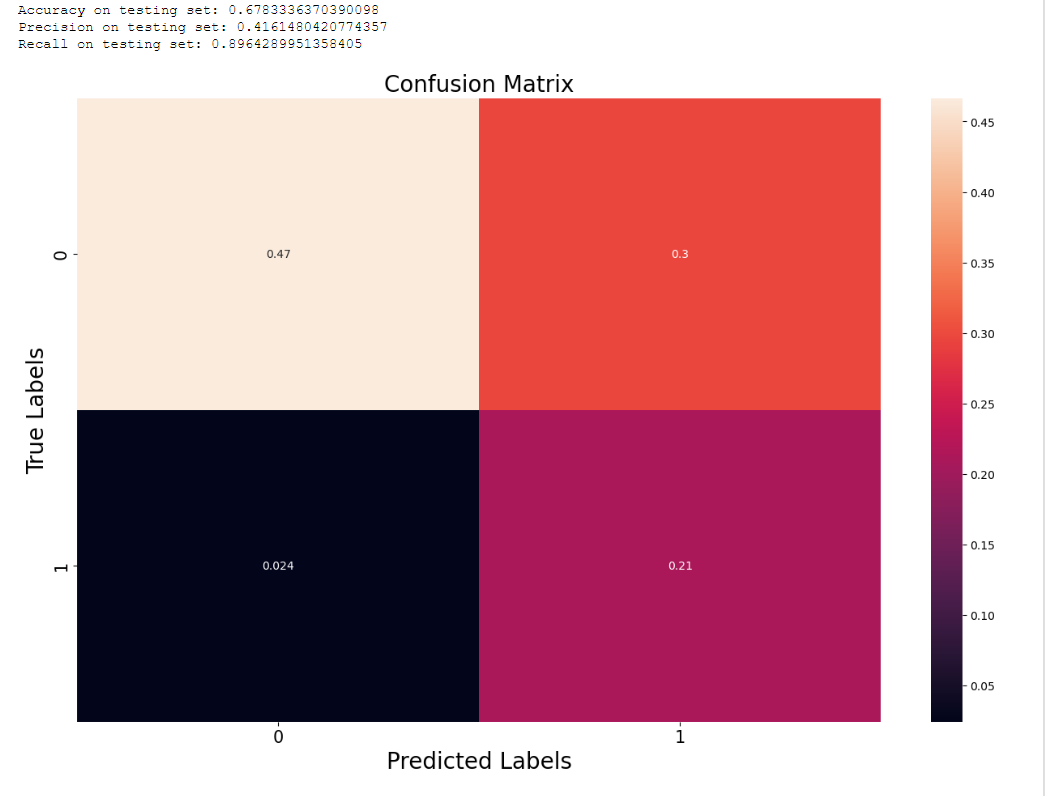 Accuracy on testing set: 0.6783336370390098
Precision on testing set: 0.4161480420774357
Recall on testing set: 0.8964289951358405
Confusion Matrix
0.47
0.3
0.024
0.21
0
1
True Labels
0
1
Predicted Labels
0.45
0.40
0.35
0.30
0.25
0.20
0.15
0.10
0.05